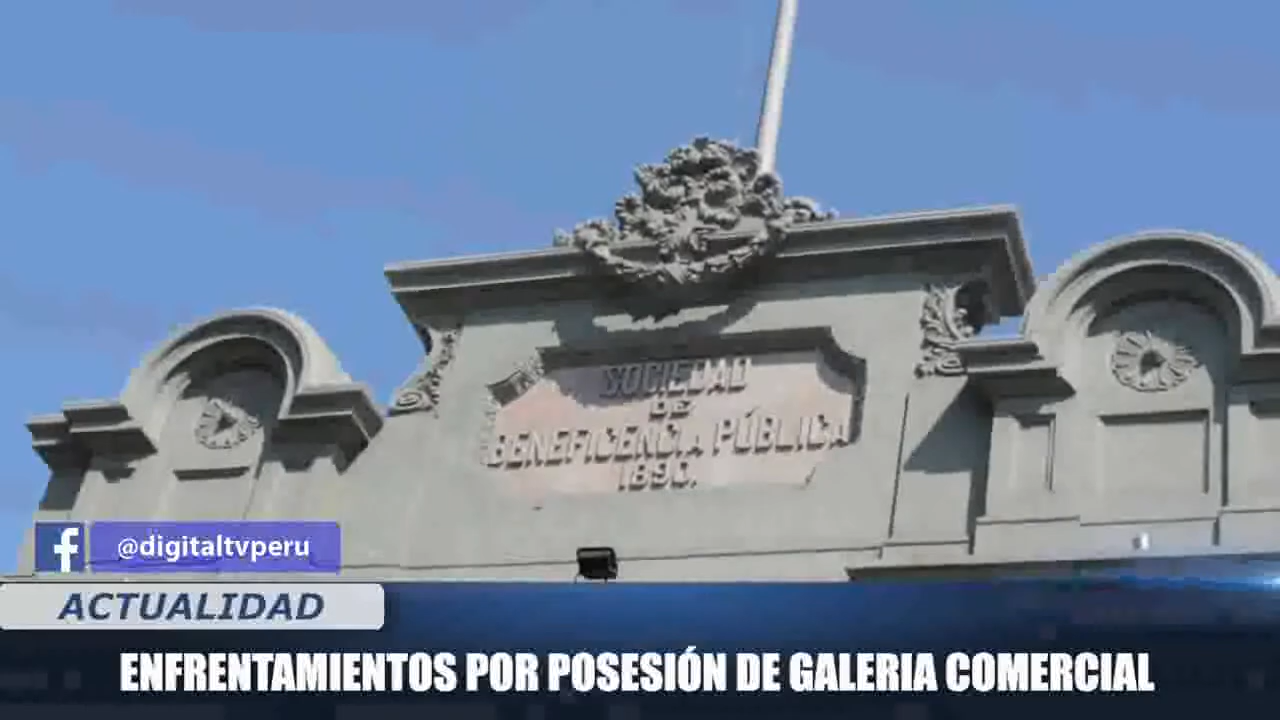 SOCIEDAD
DE
BENEFICENCIA PÚBLICA
1890.
@digitaltvperu
ACTUALIDAD
ENFRENTAMIENTOS POR POSESIÓN DE GALERIA COMERCIAL